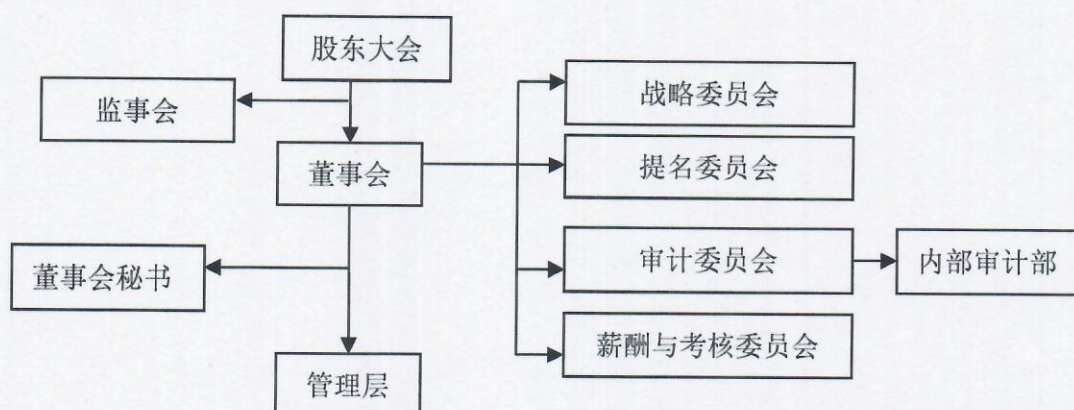 股东大会
监事会
战略委员会
董事会
提名委员会
董事会秘书
审计委员会
内部审计部
薪酬与考核委员会
管理层